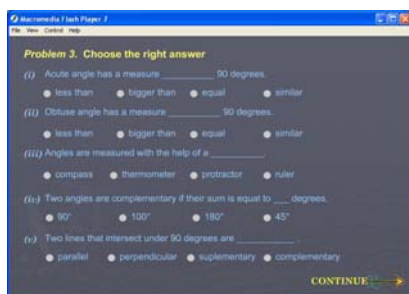 Macromedia Flash Player 7
File View Control Help
Problem 3. Choose the right answer
(i) Acute angle has a measure __________ 90 degrees.
less than bigger than equal similar
(ii) Obtuse angle has a measure __________ 90 degrees.
less than bigger than equal similar
(iii) Angles are measured with the help of a __________.
compass thermometer protractor ruler
(iv) Two angles are complementary if their sum is equal to ___ degrees.
90° 100° 180° 45°
(v) Two lines that intersect under 90 degrees are __________ .
parallel perpendicular suplementary complementary
CONTINUE